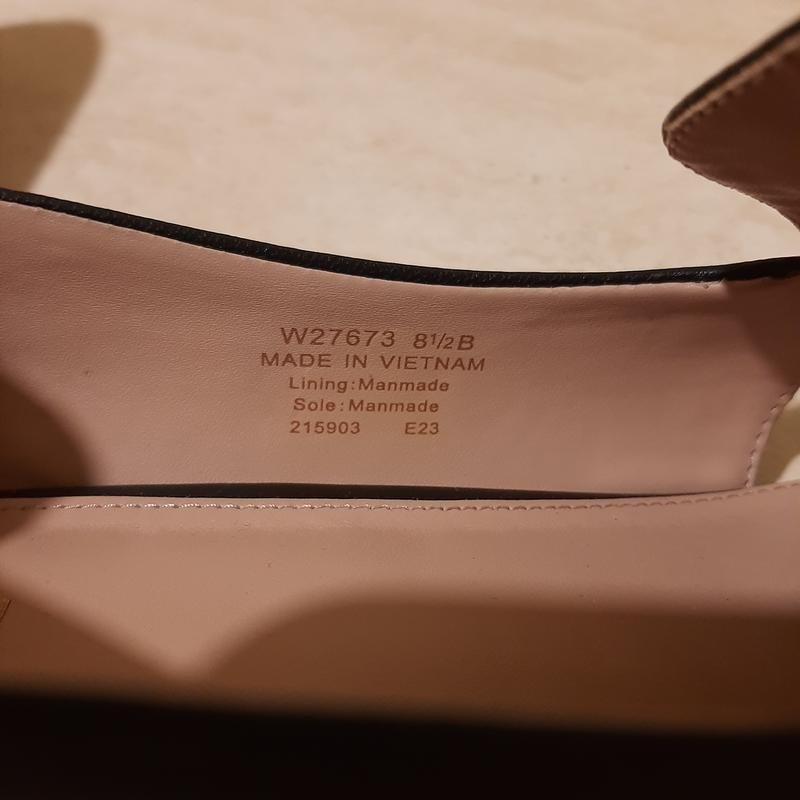 W27673 8½B
MADE IN VIETNAM
Lining:Manmade
Sole:Manmade
215903 E23